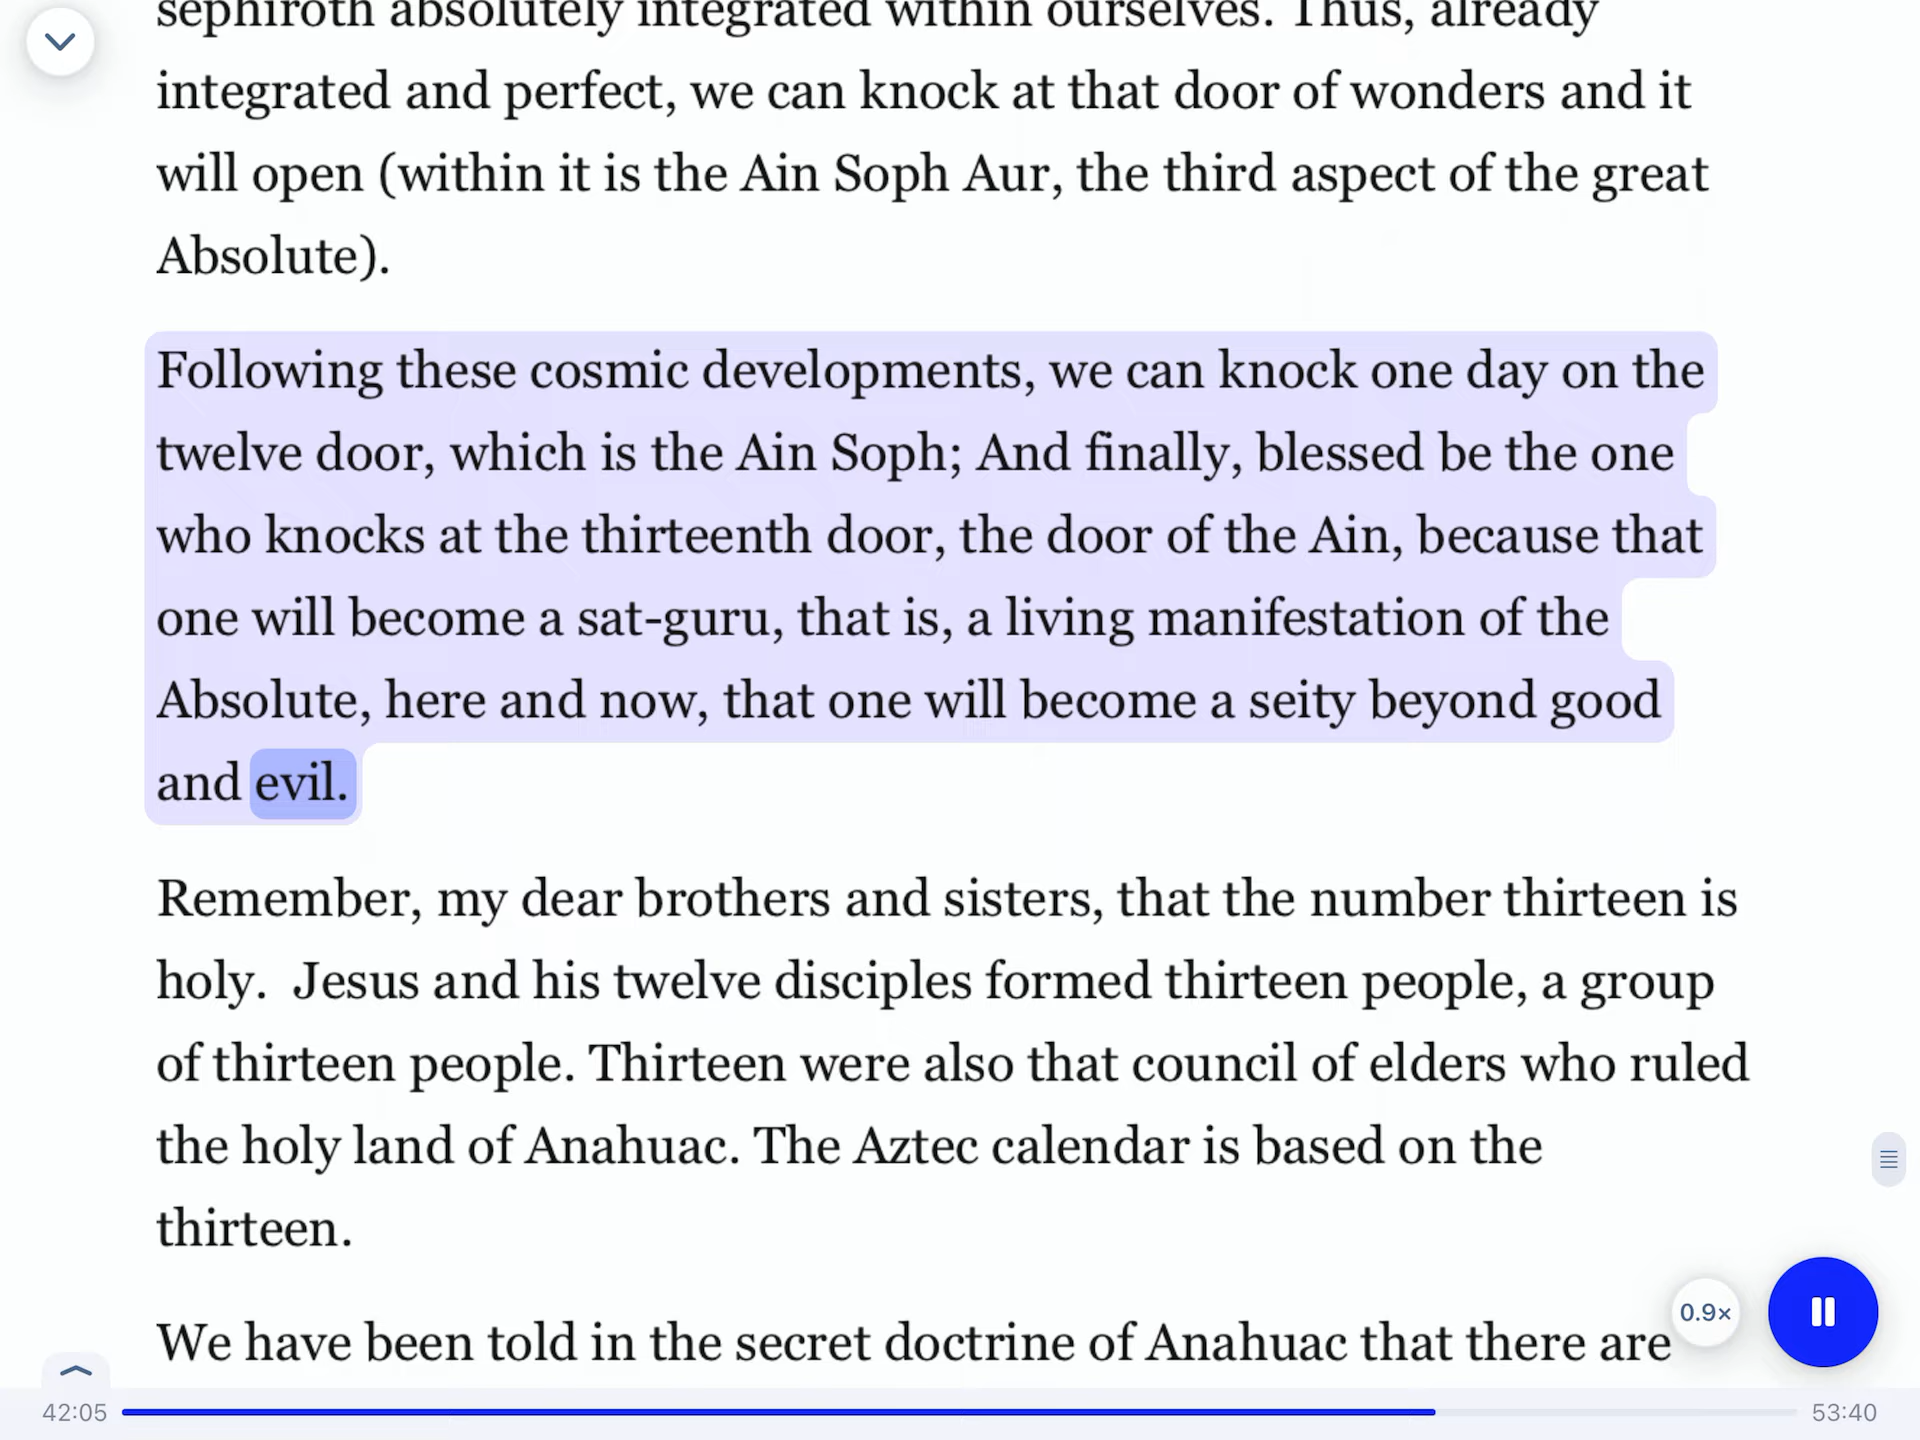 sephiroth absolutely integrated within ourselves. Thus, already
integrated and perfect, we can knock at that door of wonders and it
will open (within it is the Ain Soph Aur, the third aspect of the great
Absolute).
Following these cosmic developments, we can knock one day on the
twelve door, which is the Ain Soph; And finally, blessed be the one
who knocks at the thirteenth door, the door of the Ain, because that
one will become a sat-guru, that is, a living manifestation of the
Absolute, here and now, that one will become a seity beyond good
and evil.
Remember, my dear brothers and sisters, that the number thirteen is
holy.  Jesus and his twelve disciples formed thirteen people, a group
of thirteen people. Thirteen were also that council of elders who ruled
the holy land of Anahuac. The Aztec calendar is based on the
thirteen.
We have been told in the secret doctrine of Anahuac that there are
0.9×
42:05
53:40